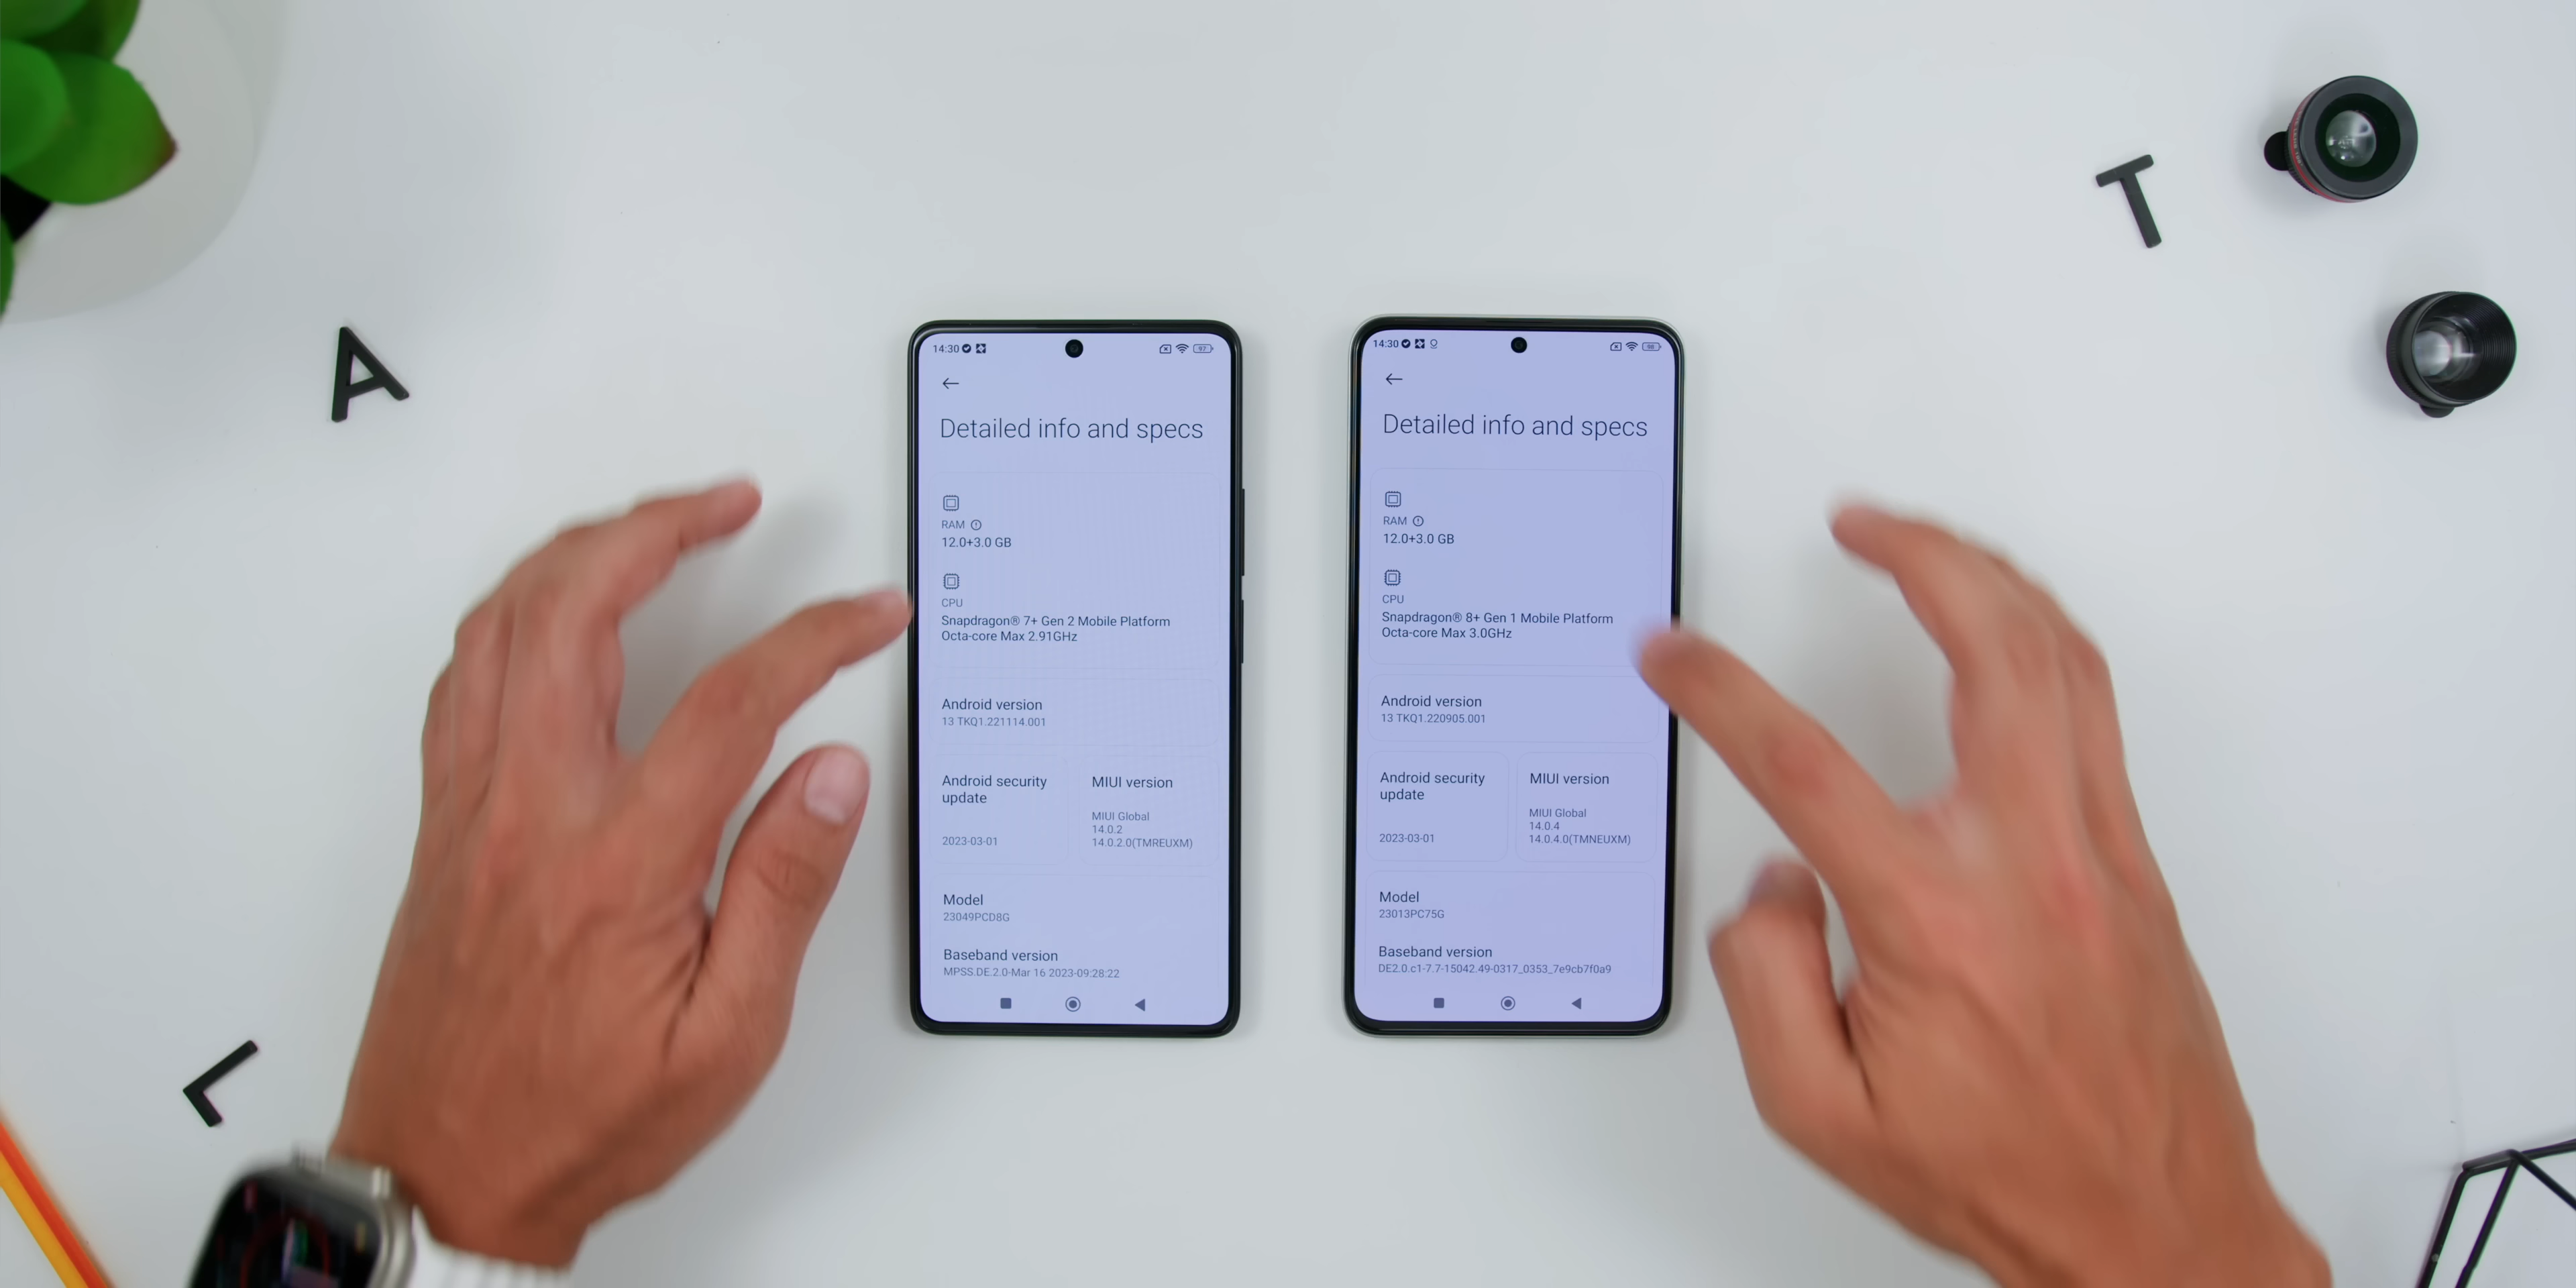 A
T
L
14:30
97
Detailed info and specs
RAM
12.0+3.0 GB
CPU
Snapdragon® 7+ Gen 2 Mobile Platform
Octa-core Max 2.91GHz
Android version
13 TKQ1.221114.001
Android security
update
2023-03-01
MIUI version
MIUI Global
14.0.2
14.0.2.0(TMREUXM)
Model
23049PCD8G
Baseband version
MPSS.DE.2.0-Mar 16 2023-09:28:22
14:30
Detailed info and specs
RAM
12.0+3.0 GB
CPU
Snapdragon® 8+ Gen 1 Mobile Platform
Octa-core Max 3.0GHz
Android version
13 TKQ1.220905.001
Android security
update
2023-03-01
MIUI version
MIUI Global
14.0.4
14.0.4.0(TMNEUXM)
Model
23013PC75G
Baseband version
DE2.0.c1-7.7-15042.49-0317_0353_7e9cb7f0a9